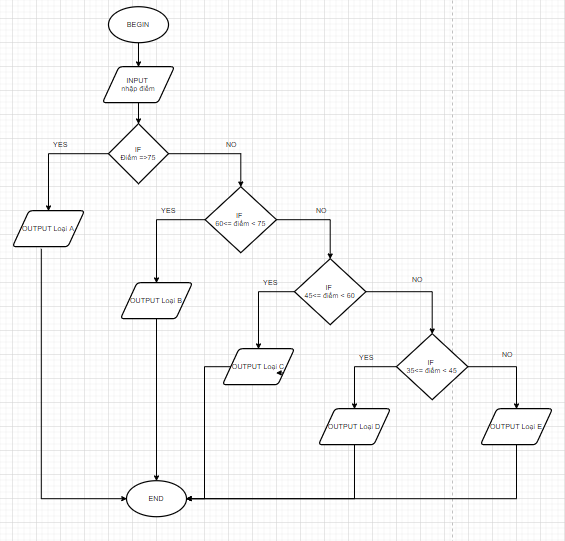 BEGIN
INPUT
nhập điểm
IF
Điểm =>75
YES
NO
OUTPUT Loại A
IF
60<= điểm < 75
YES
NO
OUTPUT Loại B
IF
45<= điểm < 60
YES
NO
OUTPUT Loại C
IF
35<= điểm < 45
YES
NO
OUTPUT Loại D
OUTPUT Loại E
END